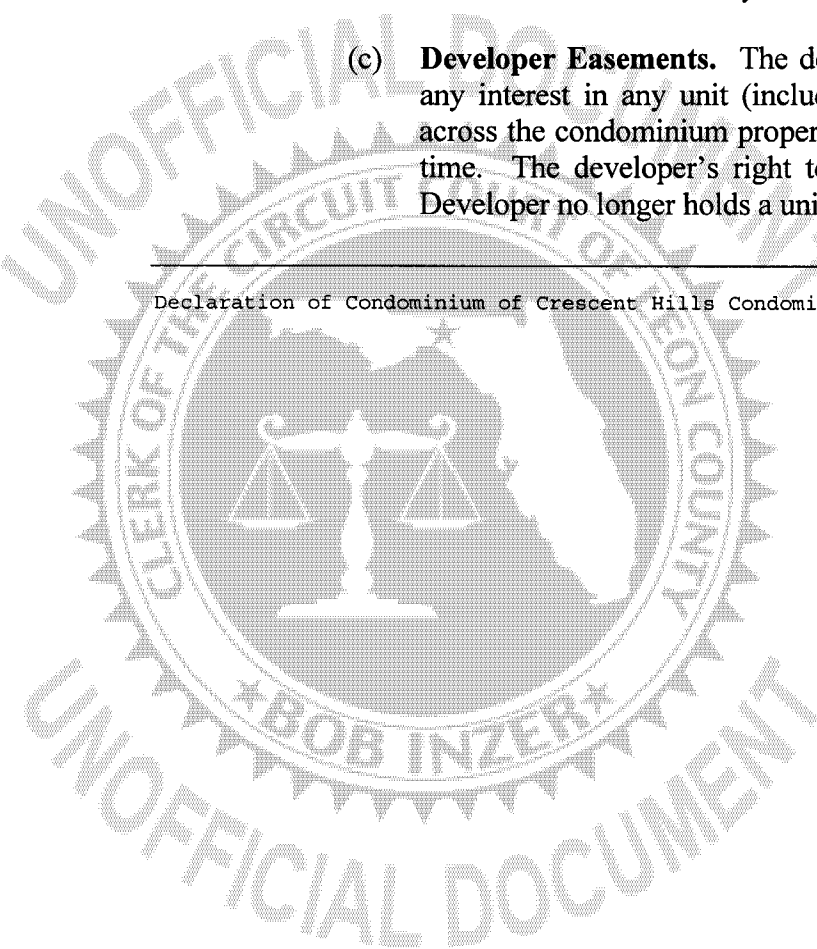 (c) Developer Easements. The de
any interest in any unit (inclu
across the condominium proper
time. The developer's right to
Developer no longer holds a uni
Declaration of Condominium of Crescent Hills Condomi
UNOFFICIAL DOCUMENT
CLERK OF THE CIRCUIT COURT OF LEON COUNTY
★BOB INZER★
UNOFFICIAL DOCUMENT